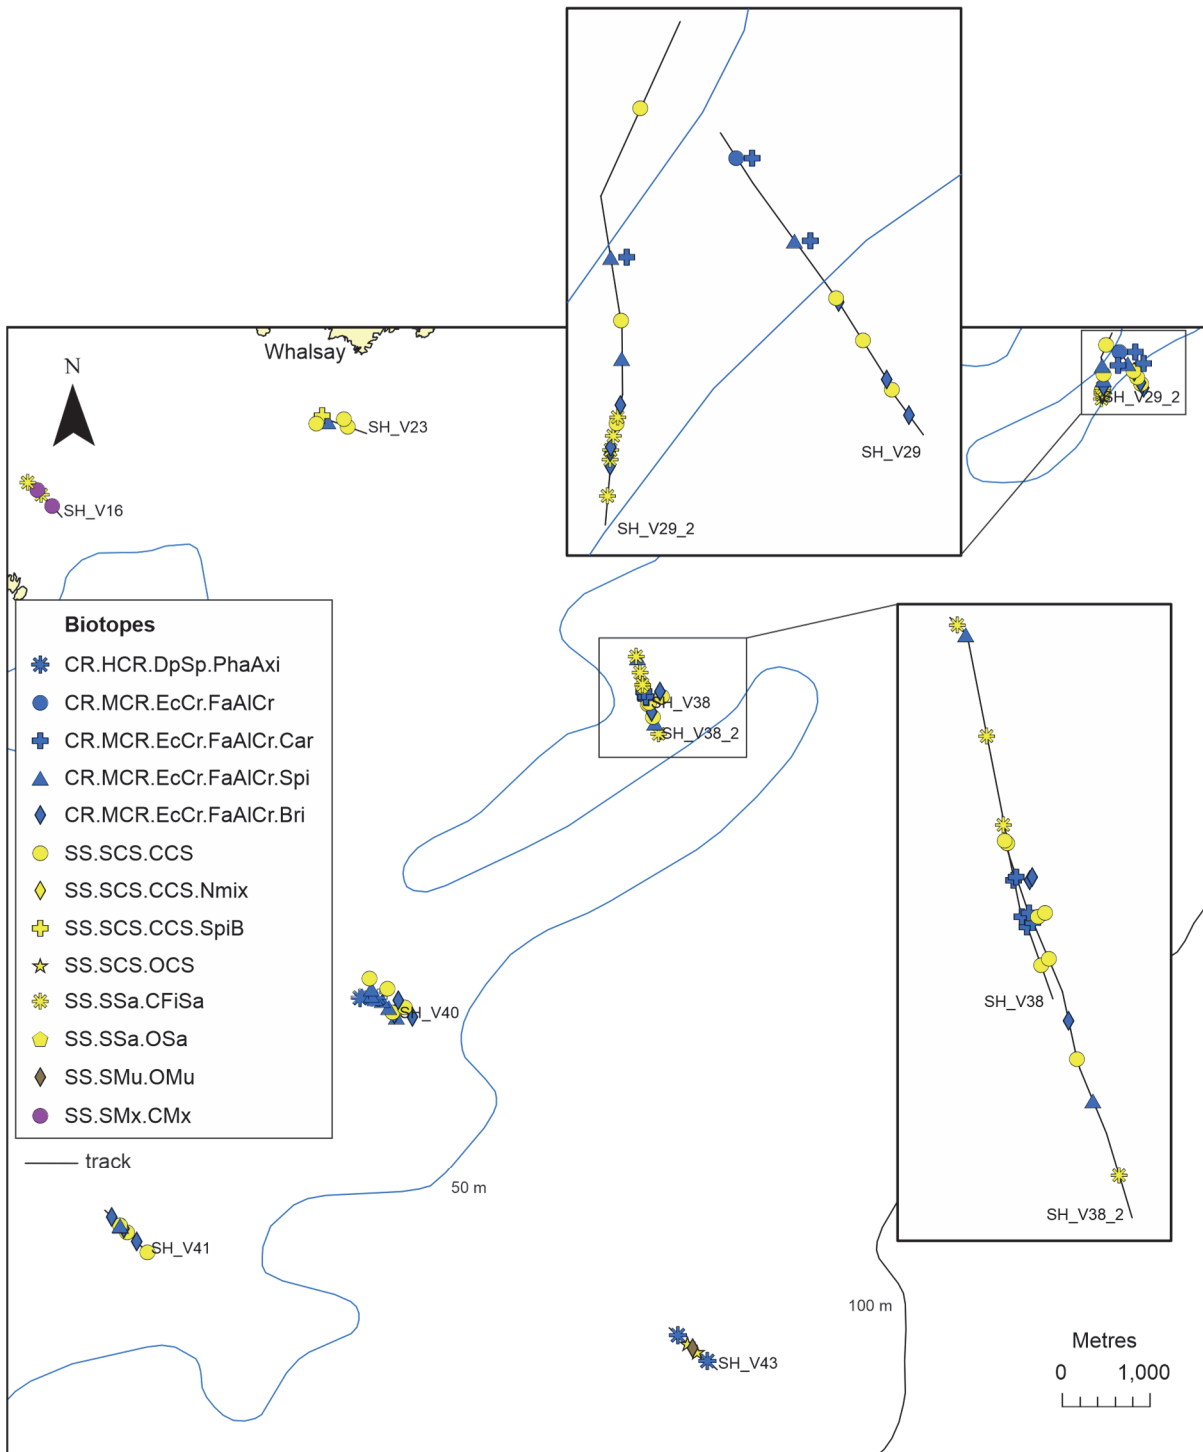 Whalsay
N
SH_V23
SH_V16
SH_V29
SH_V29_2
SH_V29_2
Biotopes
CR.HCR.DpSp.PhaAxi
CR.MCR.EcCr.FaAlCr
CR.MCR.EcCr.FaAlCr.Car
CR.MCR.EcCr.FaAlCr.Spi
CR.MCR.EcCr.FaAlCr.Bri
SS.SCS.CCS
SS.SCS.CCS.Nmix
SS.SCS.CCS.SpiB
SS.SCS.OCS
SS.SSa.CFiSa
SS.SSa.OSa
SS.SMu.OMu
SS.SMx.CMx
track
SH_V38
SH_V38_2
SH_V38
SH_V38_2
SH_V40
50 m
SH_V41
100 m
SH_V43
Metres
0 1,000